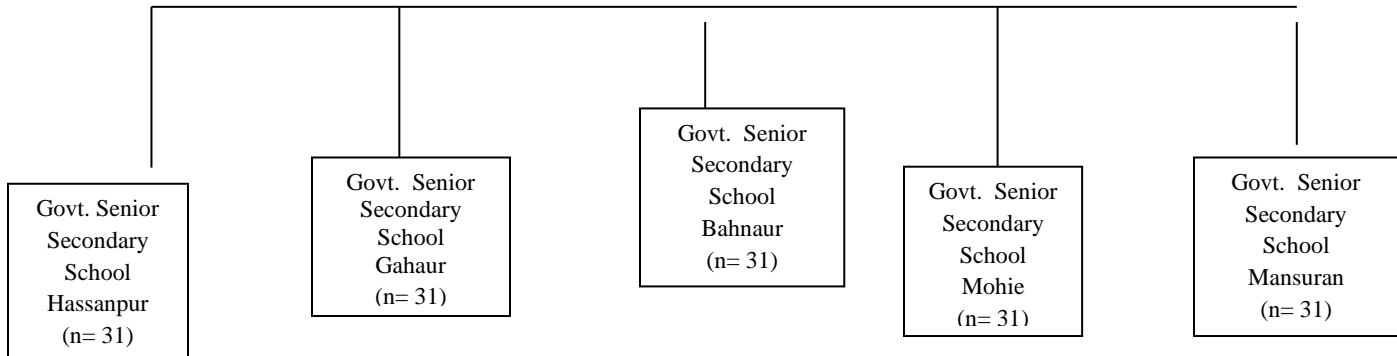 Govt. Senior
Secondary
School
Hassanpur
(n= 31)
Govt. Senior
Secondary
School
Gahaur
(n= 31)
Govt. Senior
Secondary
School
Bahnaur
(n= 31)
Govt. Senior
Secondary
School
Mohie
(n= 31)
Govt. Senior
Secondary
School
Mansuran
(n= 31)